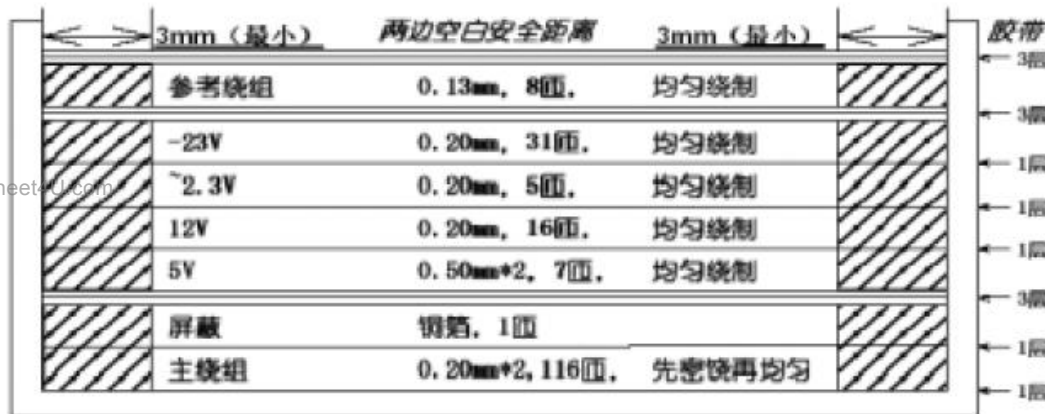 3mm（最小） 两边空白安全距离 3mm（最小） 胶带
3层
参考绕组 0.13mm, 8匝, 均匀绕制
3层
-23V 0.20mm, 31匝, 均匀绕制
1层
~2.3V 0.20mm, 5匝, 均匀绕制
1层
12V 0.20mm, 16匝, 均匀绕制
1层
5V 0.50mm*2, 7匝, 均匀绕制
3层
屏蔽 铜箔, 1匝
1层
主绕组 0.20mm*2,116匝, 先密饶再均匀
1层
heet4U.com